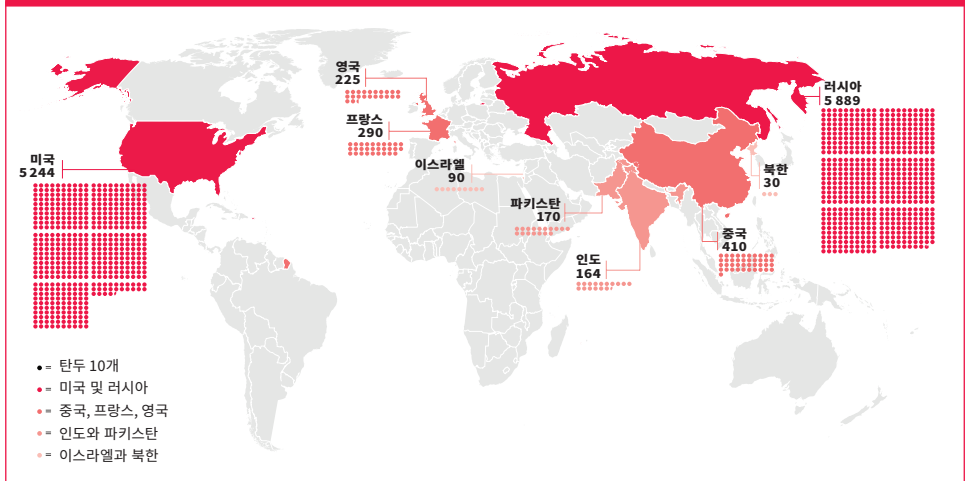 영국
225
프랑스
290
러시아
5 889
미국
5 244
이스라엘
90
북한
30
파키스탄
170
중국
410
인도
164
= 탄두 10개
= 미국 및 러시아
= 중국, 프랑스, 영국
= 인도와 파키스탄
= 이스라엘과 북한